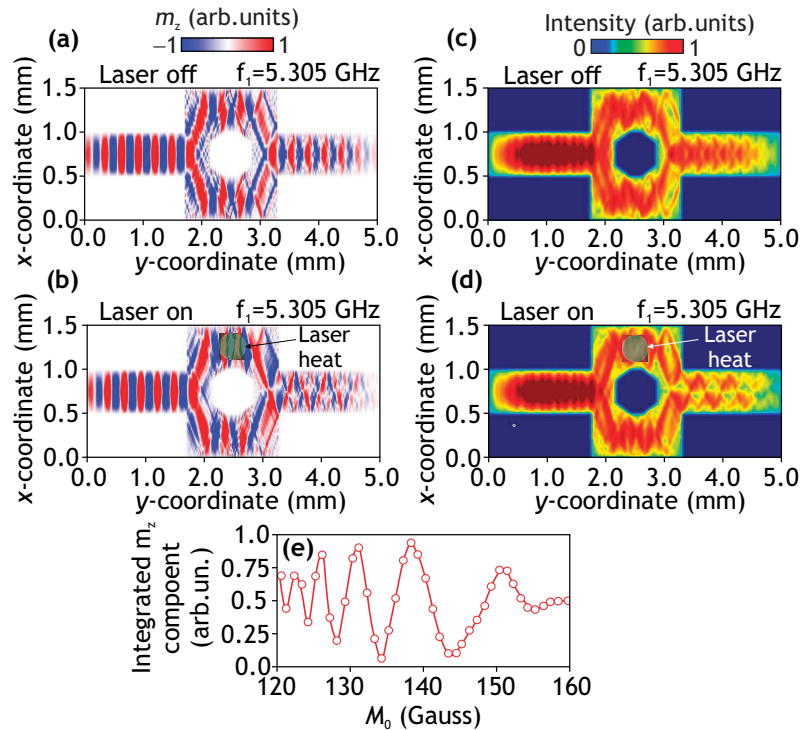 m_z (arb.units)
−1 1
(a)
Laser off f₁=5.305 GHz
x-coordinate (mm)
1.5
1.0
0.5
0.0
0.0 1.0 2.0 3.0 4.0 5.0
y-coordinate (mm)
Intensity (arb.units)
0 1
(c)
Laser off f₁=5.305 GHz
x-coordinate (mm)
1.5
1.0
0.5
0.0
0.0 1.0 2.0 3.0 4.0 5.0
y-coordinate (mm)
(b)
Laser on f₁=5.305 GHz
Laser
heat
x-coordinate (mm)
1.5
1.0
0.5
0.0
0.0 1.0 2.0 3.0 4.0 5.0
y-coordinate (mm)
(d)
Laser on f₁=5.305 GHz
Laser
heat
x-coordinate (mm)
1.5
1.0
0.5
0.0
0.0 1.0 2.0 3.0 4.0 5.0
y-coordinate (mm)
(e)
Integrated m_z
compoent
(arb.un.)
1.0
0.75
0.5
0.25
0.0
120 130 140 150 160
M₀ (Gauss)